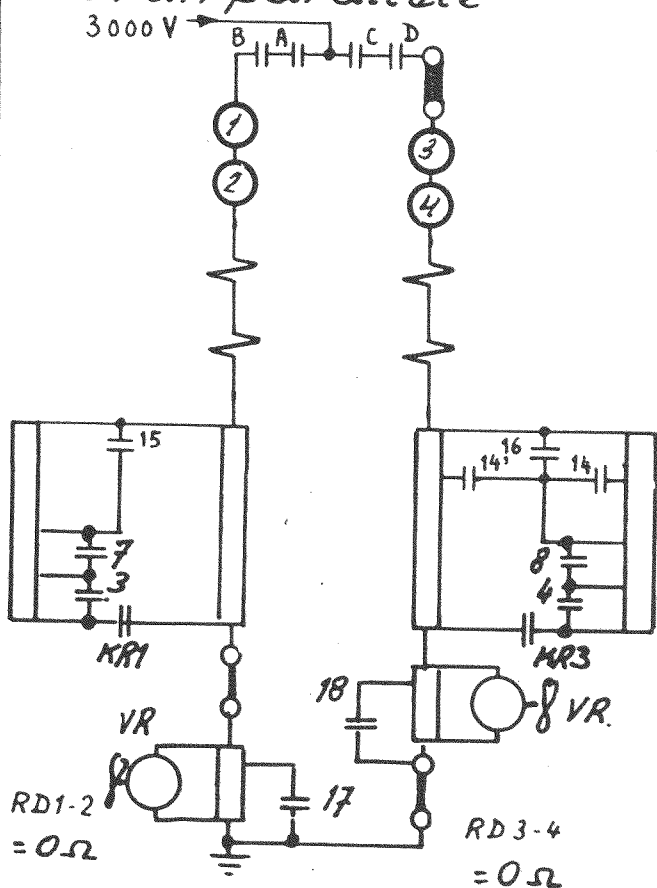 3000 V
B A C D
1
2
3
4
15
7
3
KR1
16
14'
14
8
4
KR3
18
VR
VR.
17
RD1-2
= 0 Ω
RD 3-4
= 0 Ω